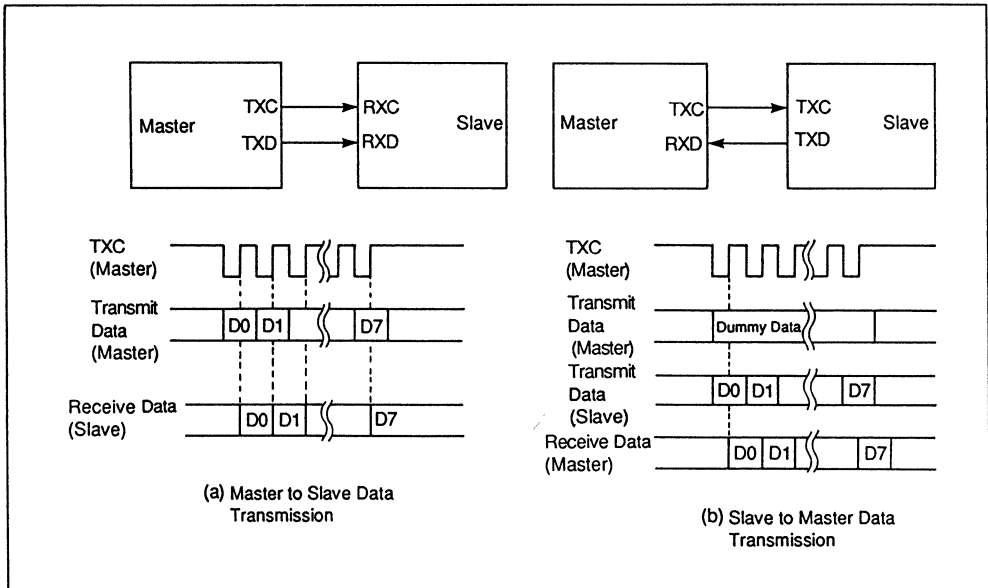 Master
TXC
TXD
RXC
RXD
Slave
Master
TXC
RXD
TXC
TXD
Slave
TXC
(Master)
Transmit
Data
(Master)
D0 D1 D7
Receive Data
(Slave)
D0 D1 D7
(a) Master to Slave Data
Transmission
TXC
(Master)
Transmit
Data
(Master)
Dummy Data
Transmit
Data
(Slave)
D0 D1 D7
Receive Data
(Master)
D0 D1 D7
(b) Slave to Master Data
Transmission